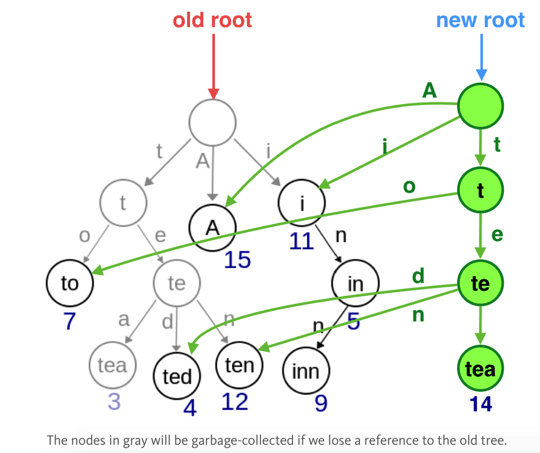 old root new root
A
t A i i t
o
t A i t
15 11
o e n e
to te in d te
7 5
a d n n n
tea ted ten inn tea
3 4 12 9 14
The nodes in gray will be garbage-collected if we lose a reference to the old tree.